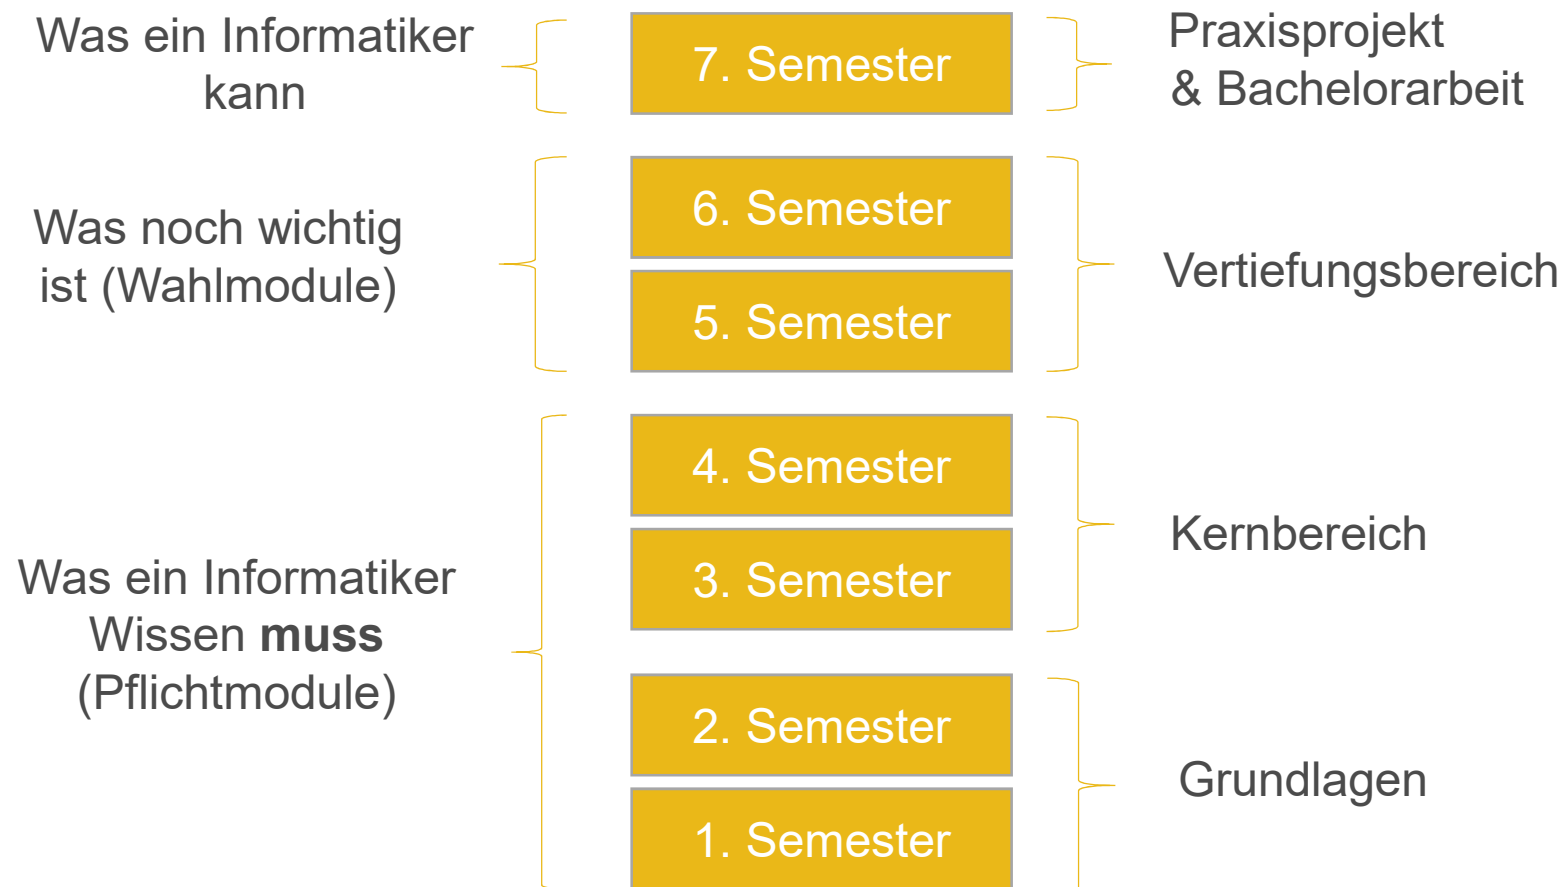 Was ein Informatiker
kann
7. Semester
Praxisprojekt
& Bachelorarbeit
Was noch wichtig
ist (Wahlmodule)
6. Semester
5. Semester
Vertiefungsbereich
Was ein Informatiker
Wissen muss
(Pflichtmodule)
4. Semester
3. Semester
Kernbereich
2. Semester
1. Semester
Grundlagen